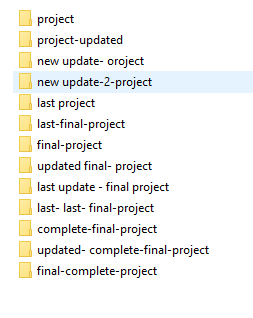 project
project-updated
new update- oroject
new update-2-project
last project
last-final-project
final-project
updated final- project
last update - final project
last- last- final-project
complete-final-project
updated- complete-final-project
final-complete-project